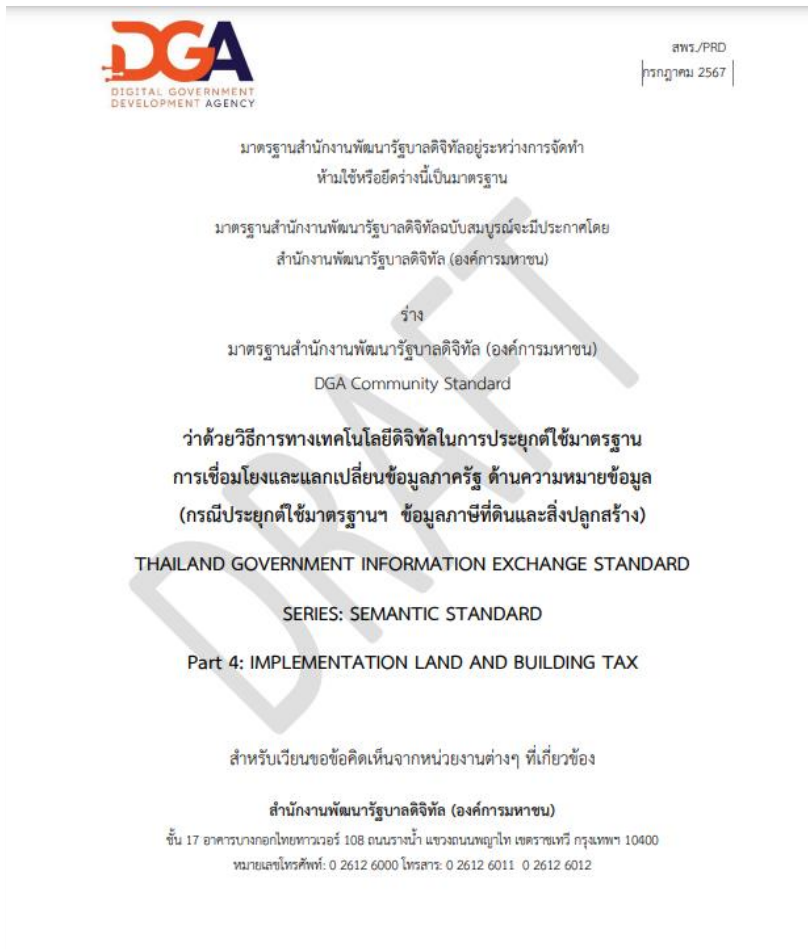 DGA
DIGITAL GOVERNMENT
DEVELOPMENT AGENCY
สพร./PRD
กรกฎาคม 2567
มาตรฐานสำนักงานพัฒนารัฐบาลดิจิทัลอยู่ระหว่างการจัดทำ
ห้ามใช้หรือยึดร่างนี้เป็นมาตรฐาน
มาตรฐานสำนักงานพัฒนารัฐบาลดิจิทัลฉบับสมบูรณ์จะมีประกาศโดย
สำนักงานพัฒนารัฐบาลดิจิทัล (องค์การมหาชน)
ร่าง
มาตรฐานสำนักงานพัฒนารัฐบาลดิจิทัล (องค์การมหาชน)
DGA Community Standard
ว่าด้วยวิธีการทางเทคโนโลยีดิจิทัลในการประยุกต์ใช้มาตรฐาน
การเชื่อมโยงและแลกเปลี่ยนข้อมูลภาครัฐ ด้านความหมายข้อมูล
(กรณีประยุกต์ใช้มาตรฐานฯ ข้อมูลภาษีที่ดินและสิ่งปลูกสร้าง)
THAILAND GOVERNMENT INFORMATION EXCHANGE STANDARD
SERIES: SEMANTIC STANDARD
Part 4: IMPLEMENTATION LAND AND BUILDING TAX
DRAFT
สำหรับเวียนขอข้อคิดเห็นจากหน่วยงานต่างๆ ที่เกี่ยวข้อง
สำนักงานพัฒนารัฐบาลดิจิทัล (องค์การมหาชน)
ชั้น 17 อาคารบางกอกไทยทาวเวอร์ 108 ถนนรางน้ำ แขวงถนนพญาไท เขตราชเทวี กรุงเทพฯ 10400
หมายเลขโทรศัพท์: 0 2612 6000 โทรสาร: 0 2612 6011 0 2612 6012